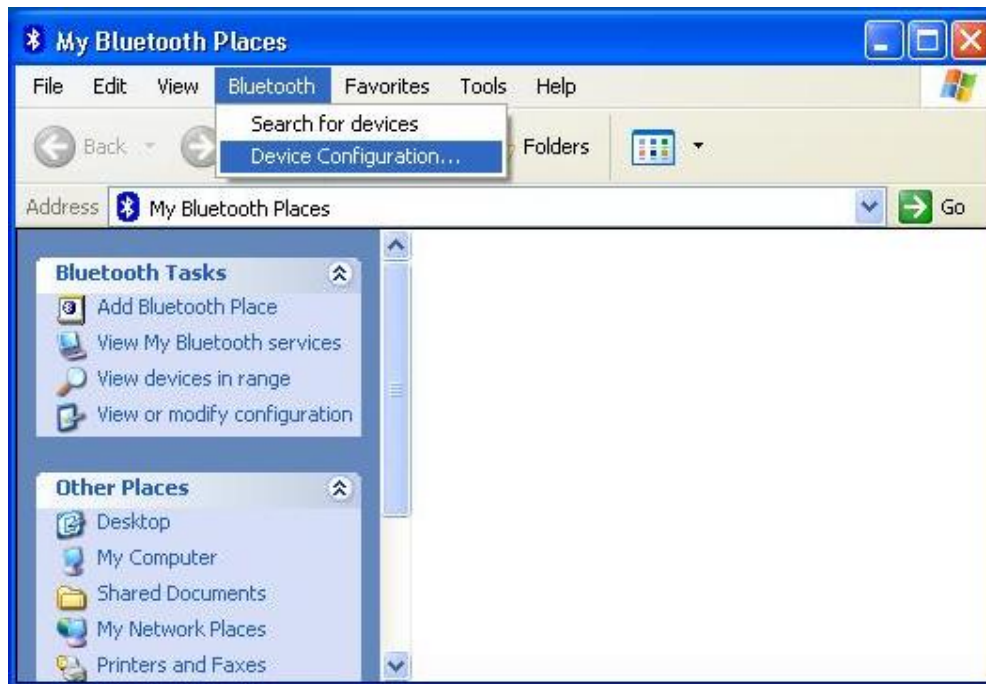 My Bluetooth Places
File Edit View Bluetooth Favorites Tools Help
Search for devices
Device Configuration...
Back Folders
Address My Bluetooth Places Go
Bluetooth Tasks
Add Bluetooth Place
View My Bluetooth services
View devices in range
View or modify configuration
Other Places
Desktop
My Computer
Shared Documents
My Network Places
Printers and Faxes